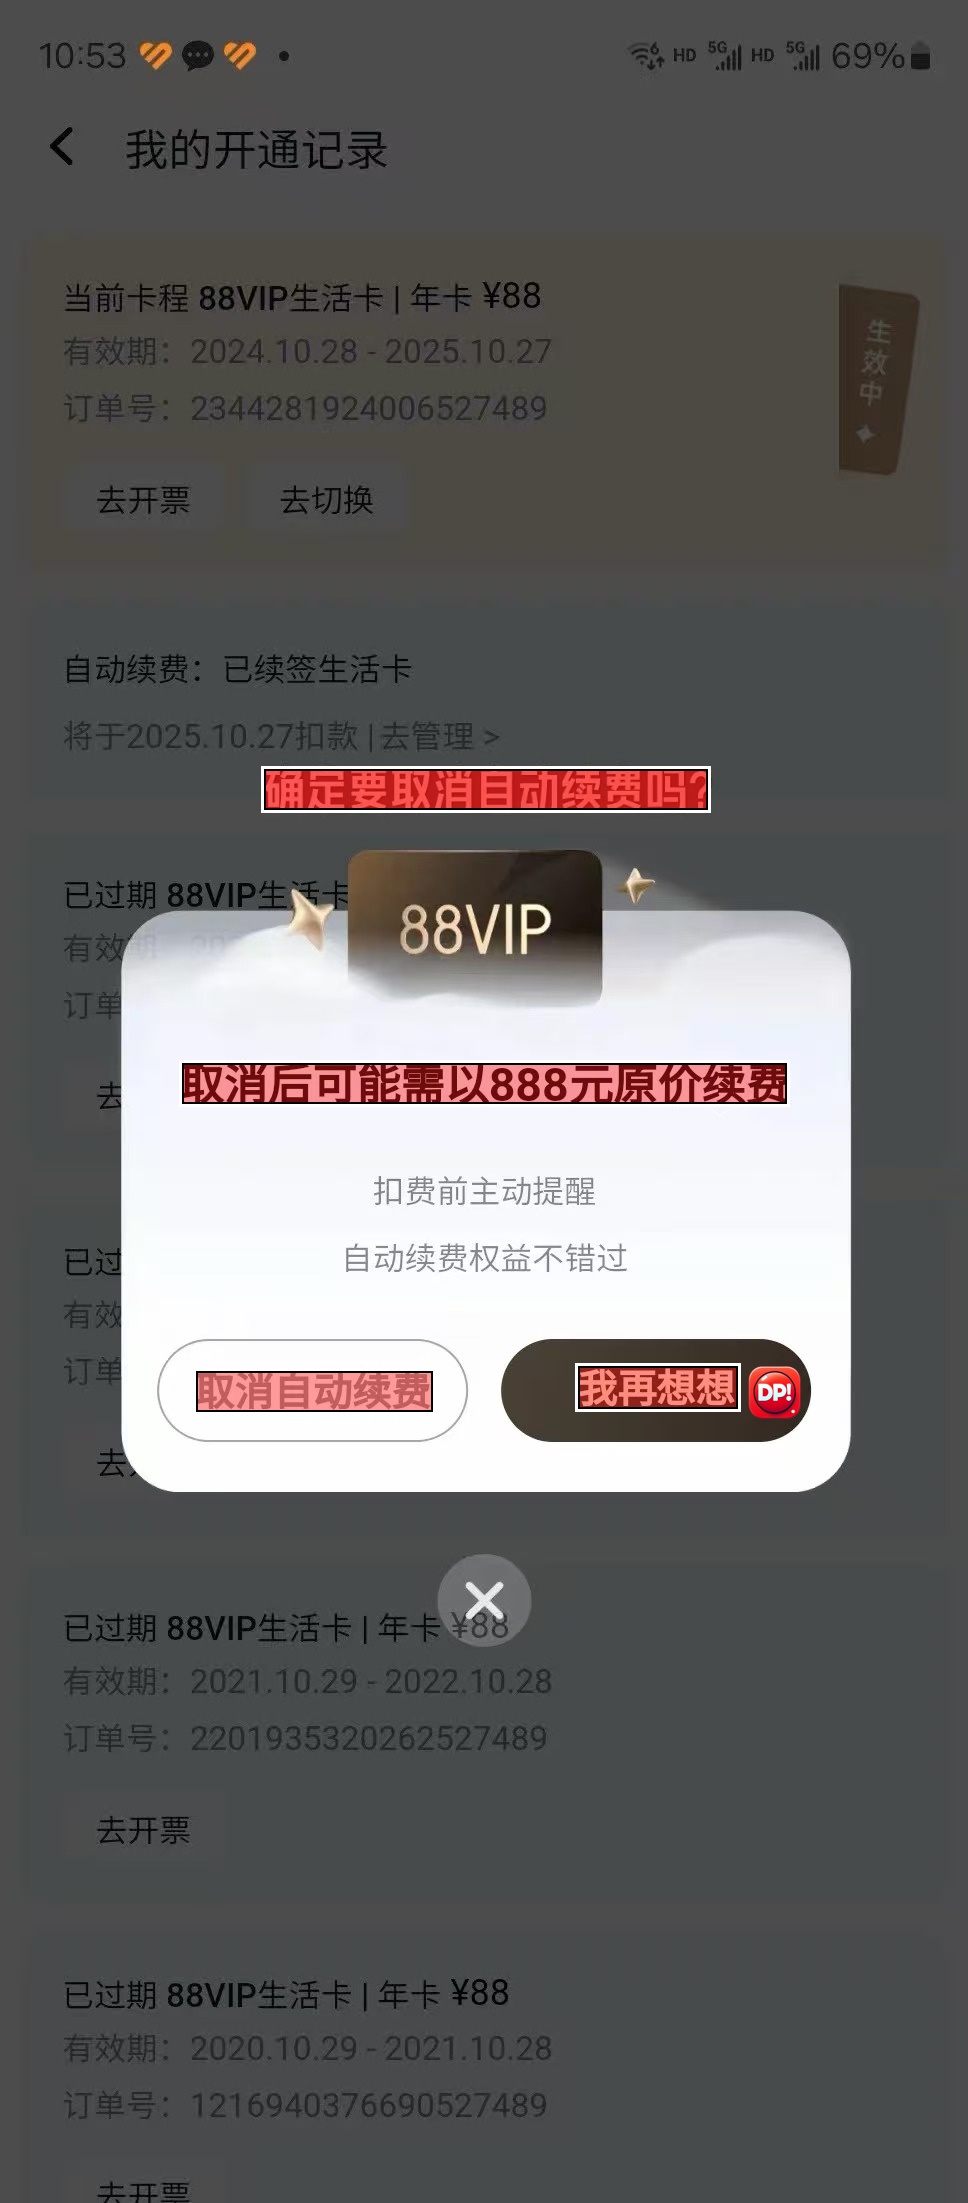 10:53
6 HD 5G HD 5G 69%
我的开通记录
当前卡程 88VIP生活卡 | 年卡 ¥88
有效期：2024.10.28 - 2025.10.27
订单号：2344281924006527489
生效中
去开票 去切换
自动续费：已续签生活卡
将于2025.10.27扣款 | 去管理 >
确定要取消自动续费吗?
已过期 88VIP生活卡
有效期
订单
去
88VIP
取消后可能需以888元原价续费
扣费前主动提醒
自动续费权益不错过
已过
有效
订单
去
取消自动续费
我再想想
DP!
已过期 88VIP生活卡 | 年卡 ¥88
有效期：2021.10.29 - 2022.10.28
订单号：2201935320262527489
去开票
已过期 88VIP生活卡 | 年卡 ¥88
有效期：2020.10.29 - 2021.10.28
订单号：1216940376690527489
去开票